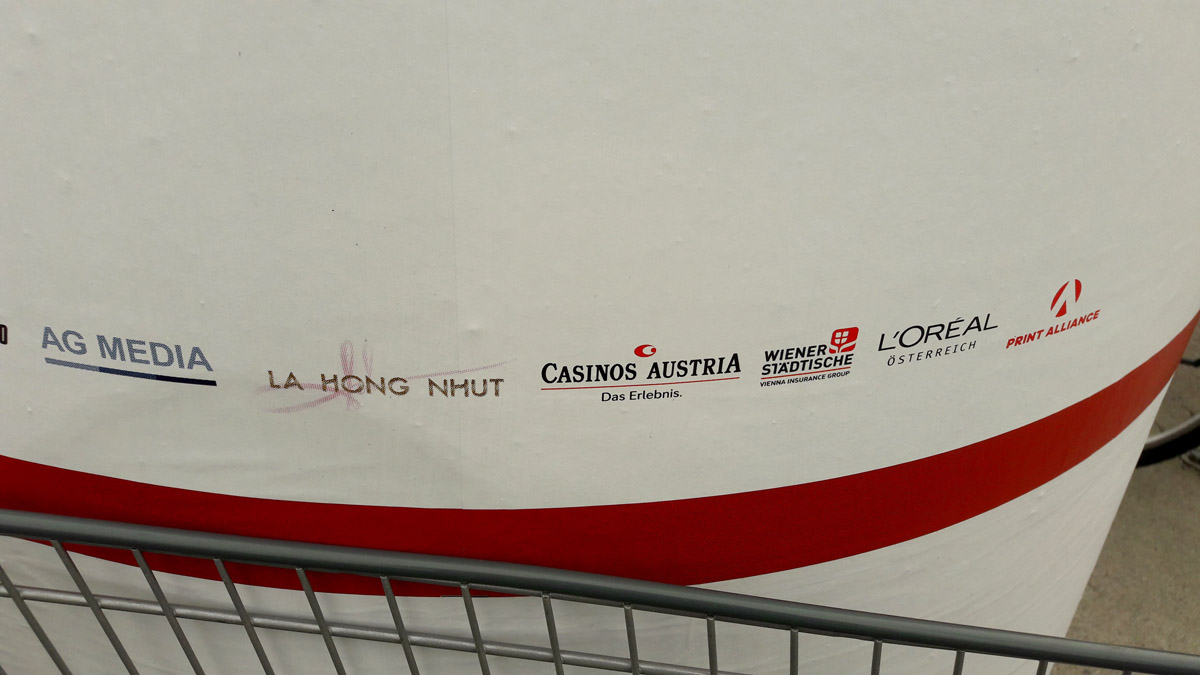 AG MEDIA
LA HONG NHUT
CASINOS AUSTRIA
Das Erlebnis.
WIENER
STÄDTISCHE
VIENNA INSURANCE GROUP
L'ORÉAL
ÖSTERREICH
PRINT ALLIANCE